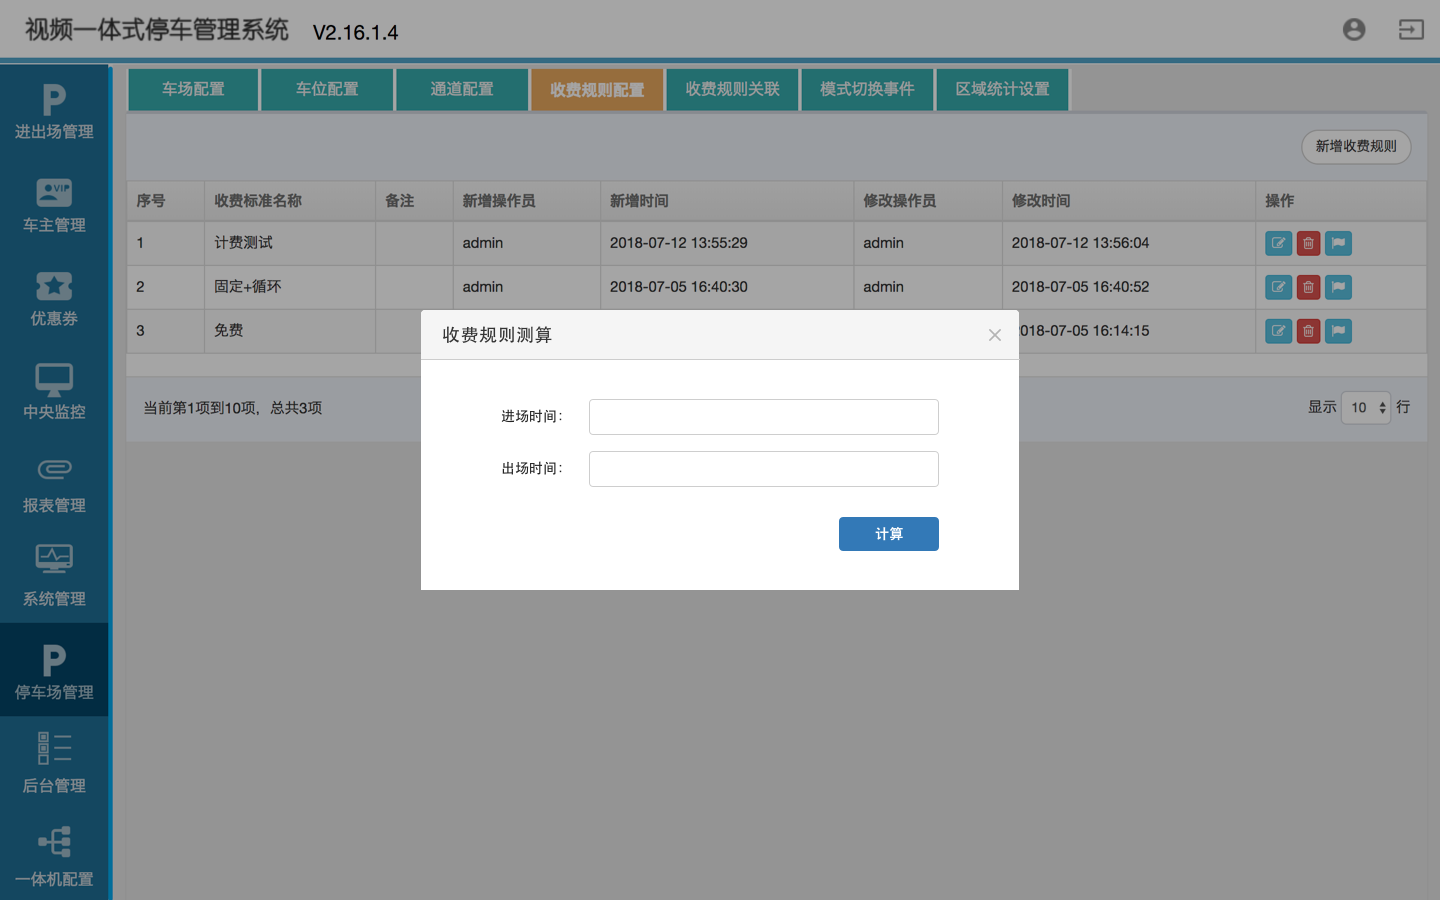 视频一体式停车管理系统 V2.16.1.4
进出场管理
VIP
车主管理
优惠券
中央监控
报表管理
系统管理
P
停车场管理
后台管理
一体机配置
车场配置 车位配置 通道配置 收费规则配置 收费规则关联 模式切换事件 区域统计设置
新增收费规则
序号 收费标准名称 备注 新增操作员 新增时间 修改操作员 修改时间 操作
1 计费测试 admin 2018-07-12 13:55:29 admin 2018-07-12 13:56:04
2 固定+循环 admin 2018-07-05 16:40:30 admin 2018-07-05 16:40:52
3 免费 018-07-05 16:14:15
当前第1项到10项，总共3项
显示 10 行
收费规则测算
×
进场时间：
出场时间：
计算